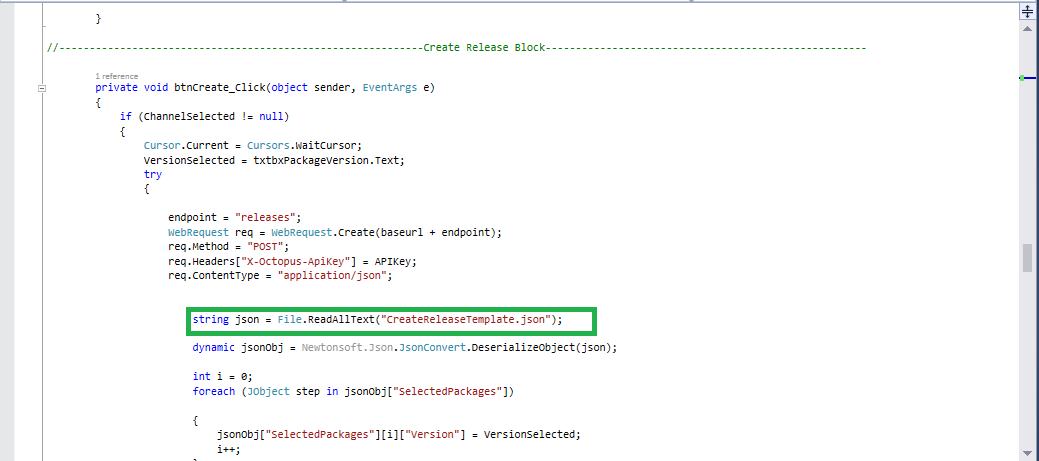 }
//------------------------------------------------------------Create Release Block-----------------------------------------------------
1 reference
private void btnCreate_Click(object sender, EventArgs e)
{
if (ChannelSelected != null)
{
Cursor.Current = Cursors.WaitCursor;
VersionSelected = txtbxPackageVersion.Text;
try
{
endpoint = "releases";
WebRequest req = WebRequest.Create(baseurl + endpoint);
req.Method = "POST";
req.Headers["X-Octopus-ApiKey"] = APIKey;
req.ContentType = "application/json";
string json = File.ReadAllText("CreateReleaseTemplate.json");
dynamic jsonObj = Newtonsoft.Json.JsonConvert.DeserializeObject(json);
int i = 0;
foreach (JObject step in jsonObj["SelectedPackages"])
{
jsonObj["SelectedPackages"][i]["Version"] = VersionSelected;
i++;